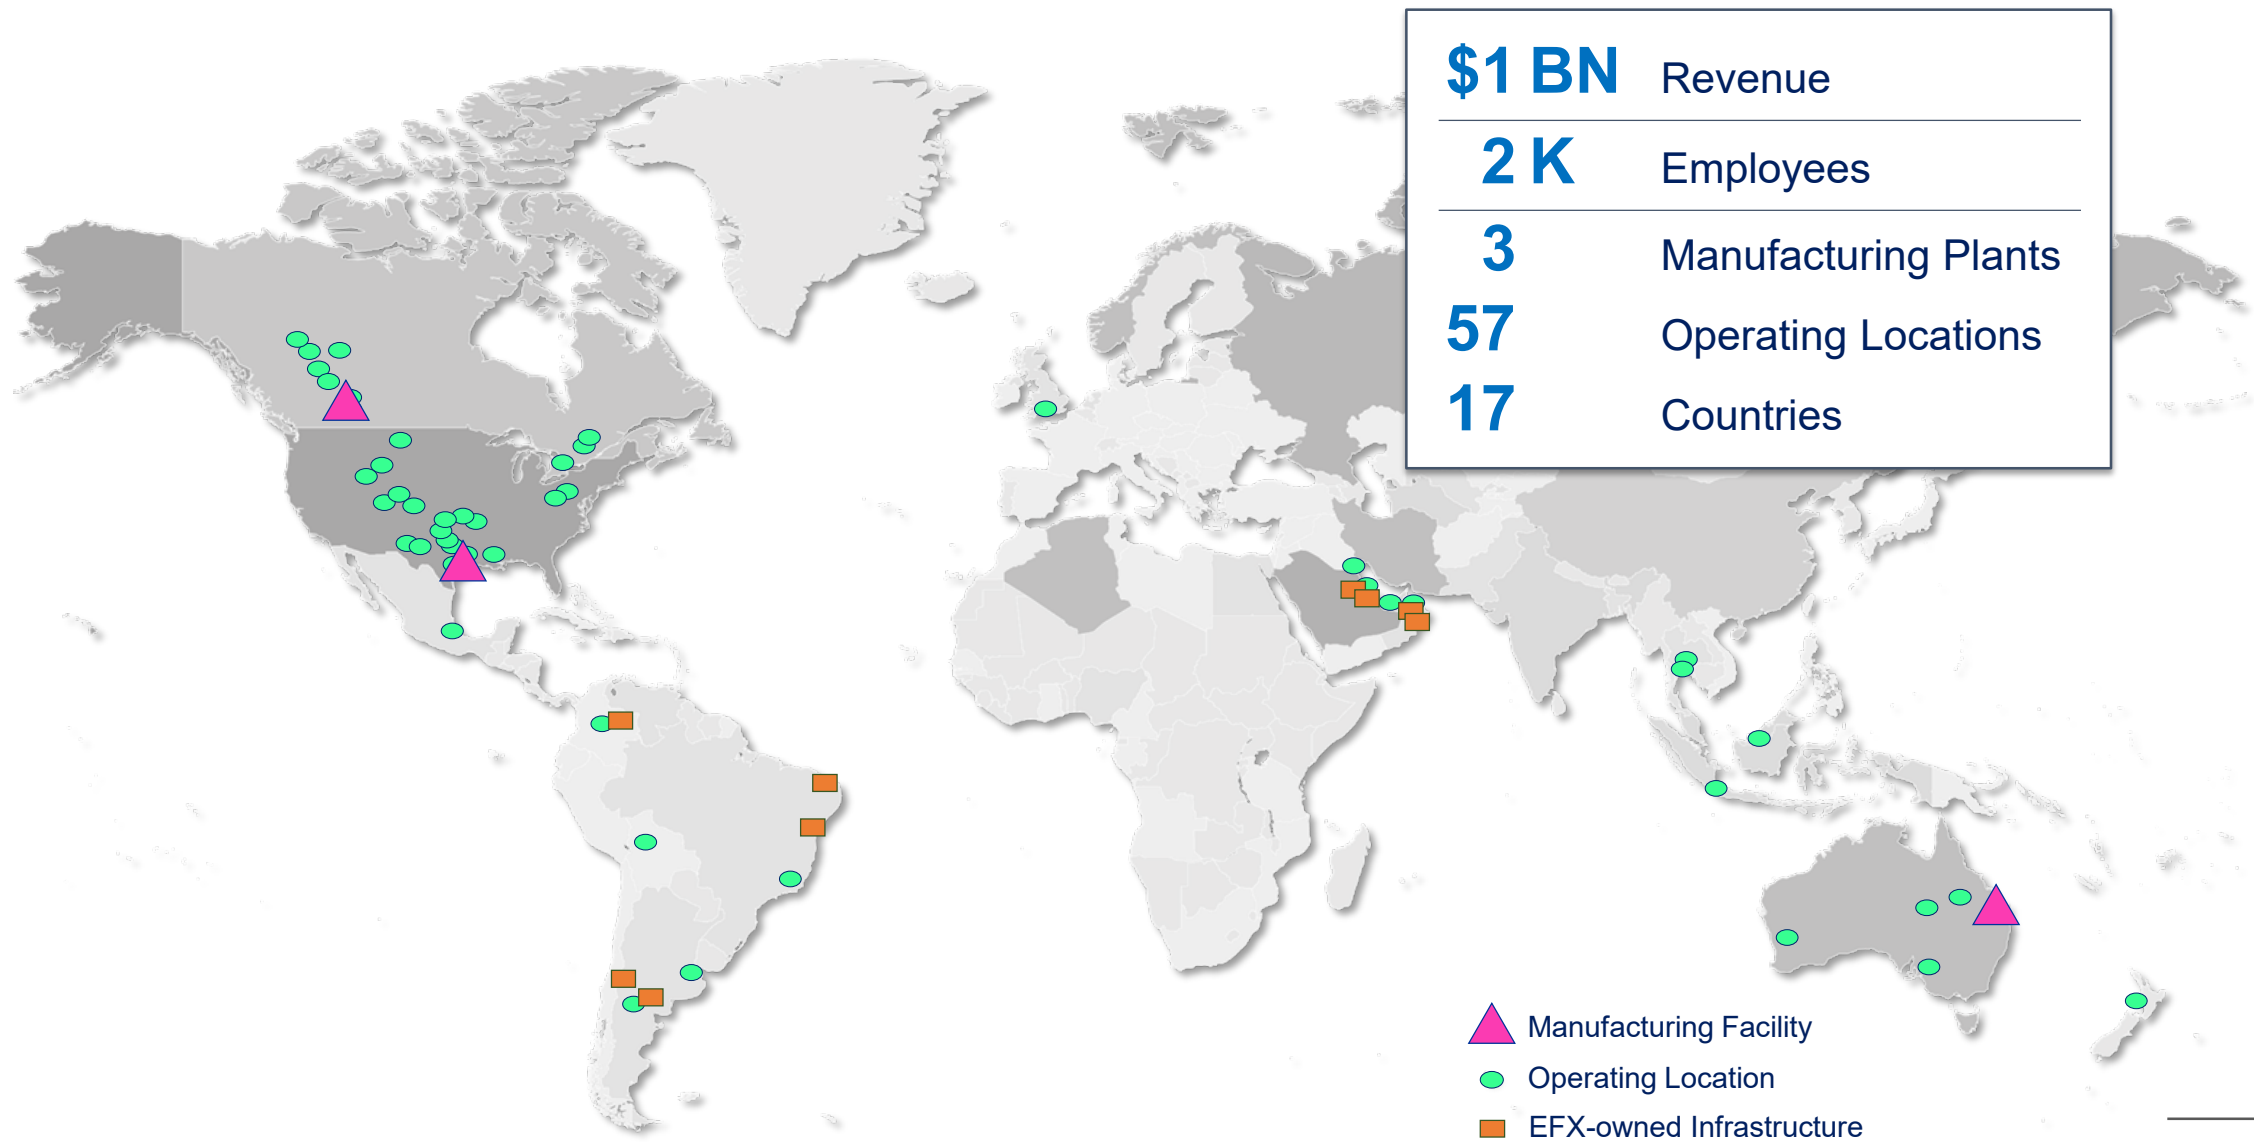 $1 BN Revenue
2 K Employees
3 Manufacturing Plants
57 Operating Locations
17 Countries
Manufacturing Facility
Operating Location
EFX-owned Infrastructure